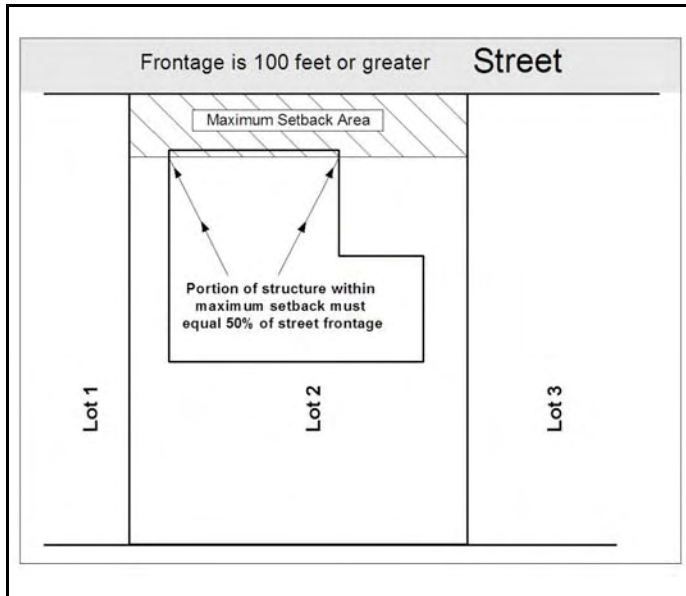 Frontage is 100 feet or greater Street
Maximum Setback Area
Portion of structure within
maximum setback must
equal 50% of street frontage
Lot 1
Lot 2
Lot 3